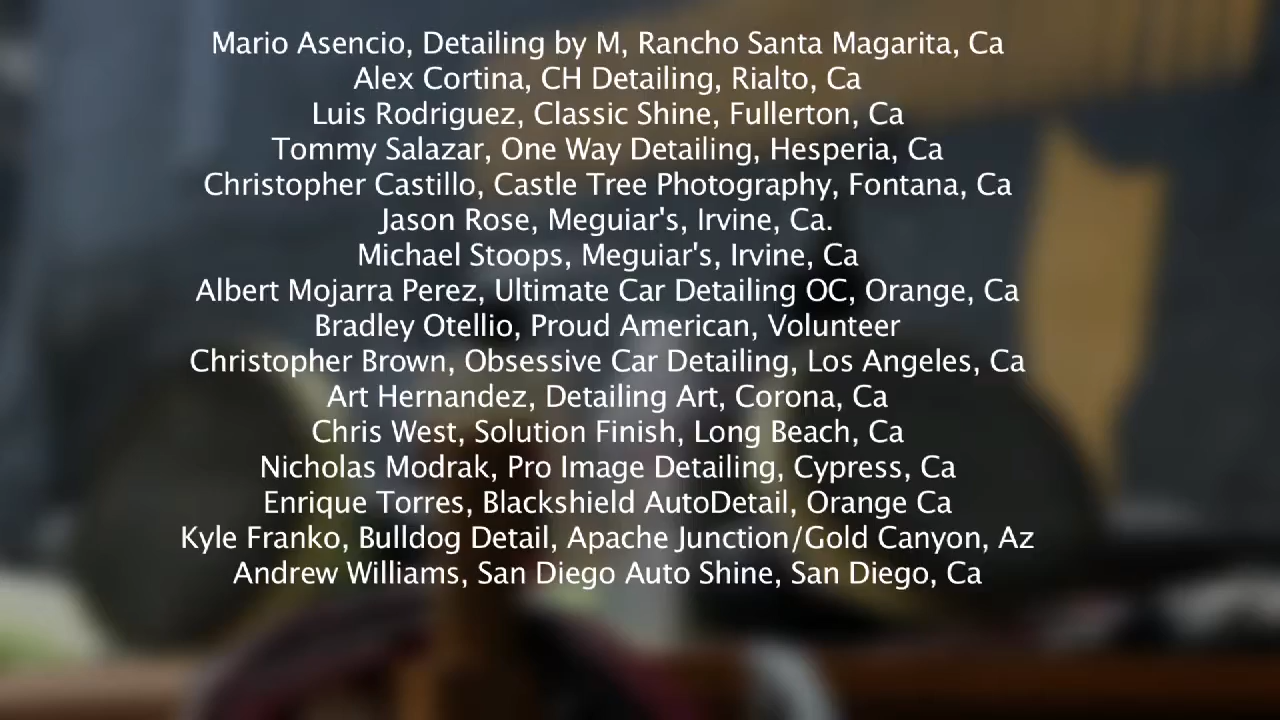 Mario Asencio, Detailing by M, Rancho Santa Magarita, Ca
Alex Cortina, CH Detailing, Rialto, Ca
Luis Rodriguez, Classic Shine, Fullerton, Ca
Tommy Salazar, One Way Detailing, Hesperia, Ca
Christopher Castillo, Castle Tree Photography, Fontana, Ca
Jason Rose, Meguiar's, Irvine, Ca.
Michael Stoops, Meguiar's, Irvine, Ca
Albert Mojarra Perez, Ultimate Car Detailing OC, Orange, Ca
Bradley Otellio, Proud American, Volunteer
Christopher Brown, Obsessive Car Detailing, Los Angeles, Ca
Art Hernandez, Detailing Art, Corona, Ca
Chris West, Solution Finish, Long Beach, Ca
Nicholas Modrak, Pro Image Detailing, Cypress, Ca
Enrique Torres, Blackshield AutoDetail, Orange Ca
Kyle Franko, Bulldog Detail, Apache Junction/Gold Canyon, Az
Andrew Williams, San Diego Auto Shine, San Diego, Ca